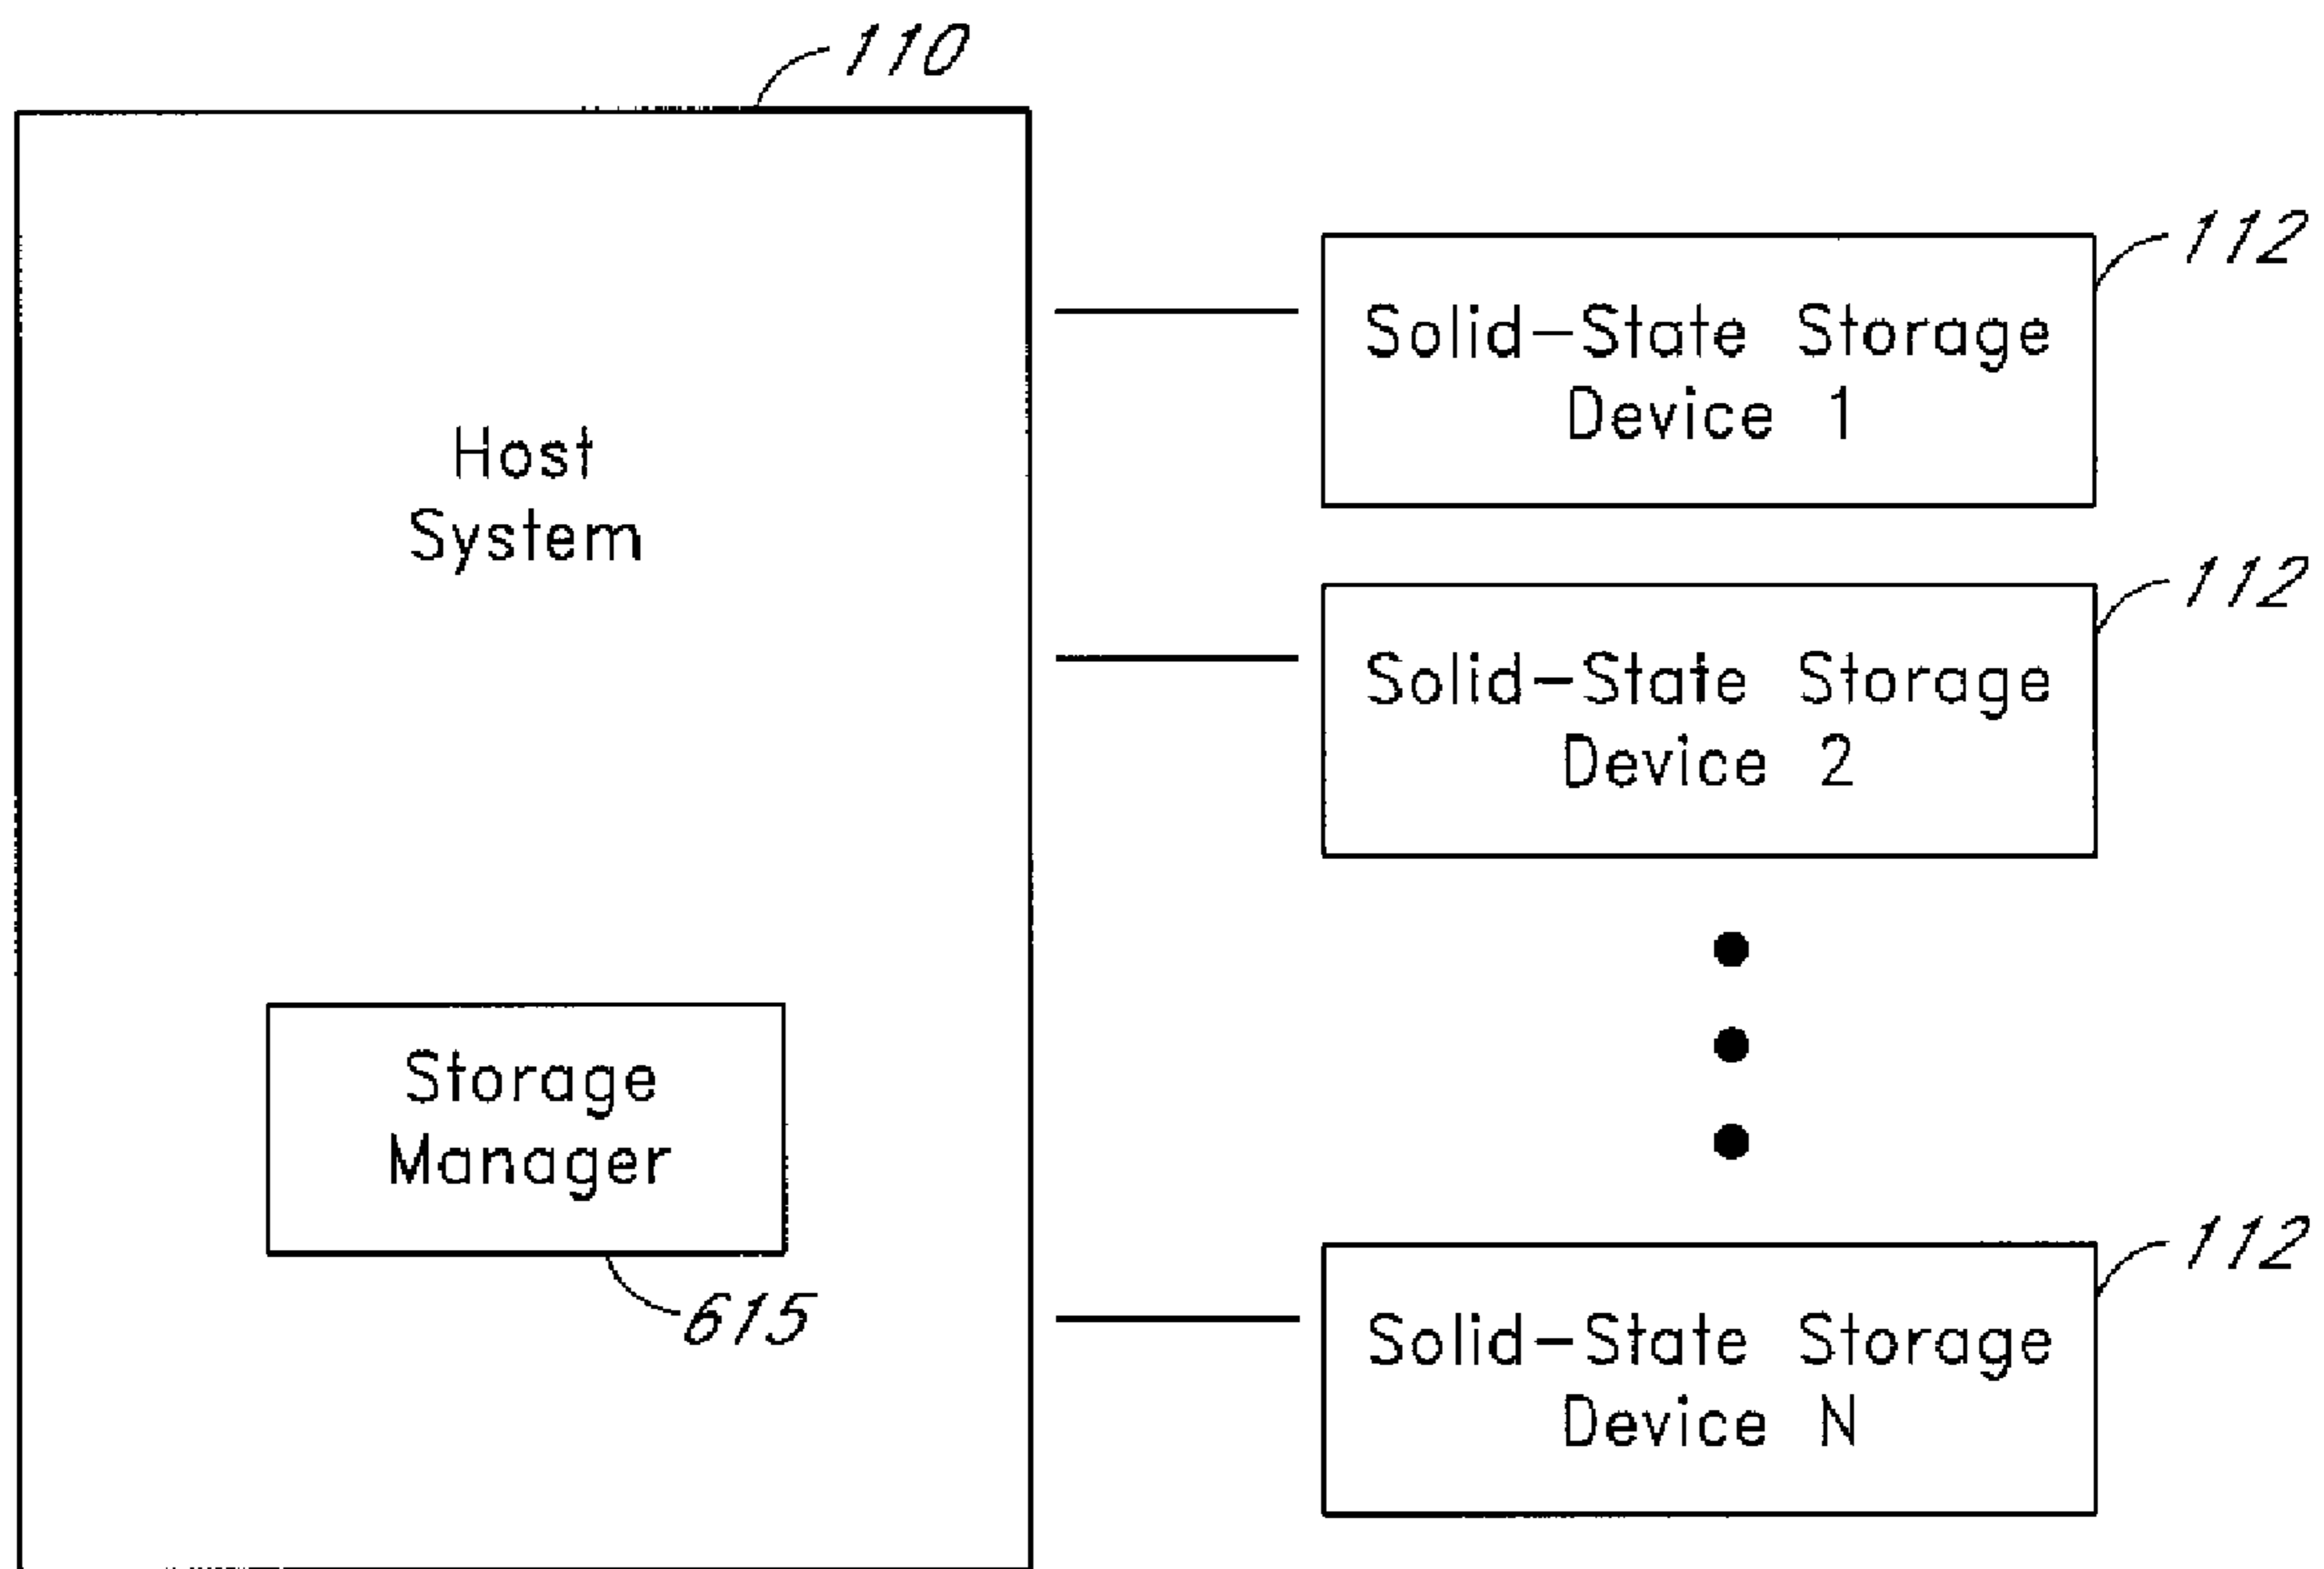 110
Host
System
Storage
Manager
615
112
Solid-State Storage
Device 1
112
Solid-State Storage
Device 2
112
Solid-State Storage
Device N